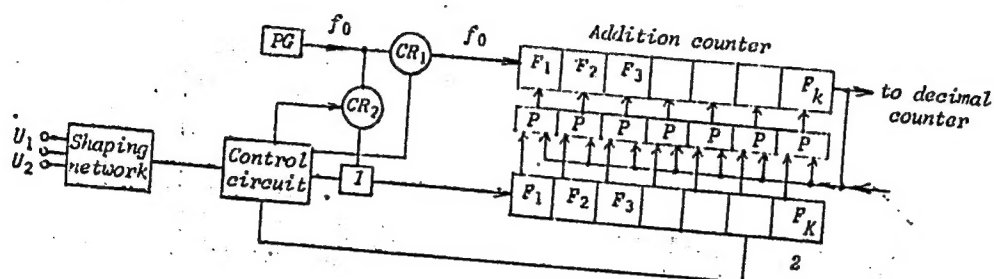 f0
PG
CR1
f0
Addition counter
F1 F2 F3 Fk
to decimal
counter
CR2
P P P P P P P
U1
U2
Shaping
network
Control
circuit
1
F1 F2 F3 FK
2